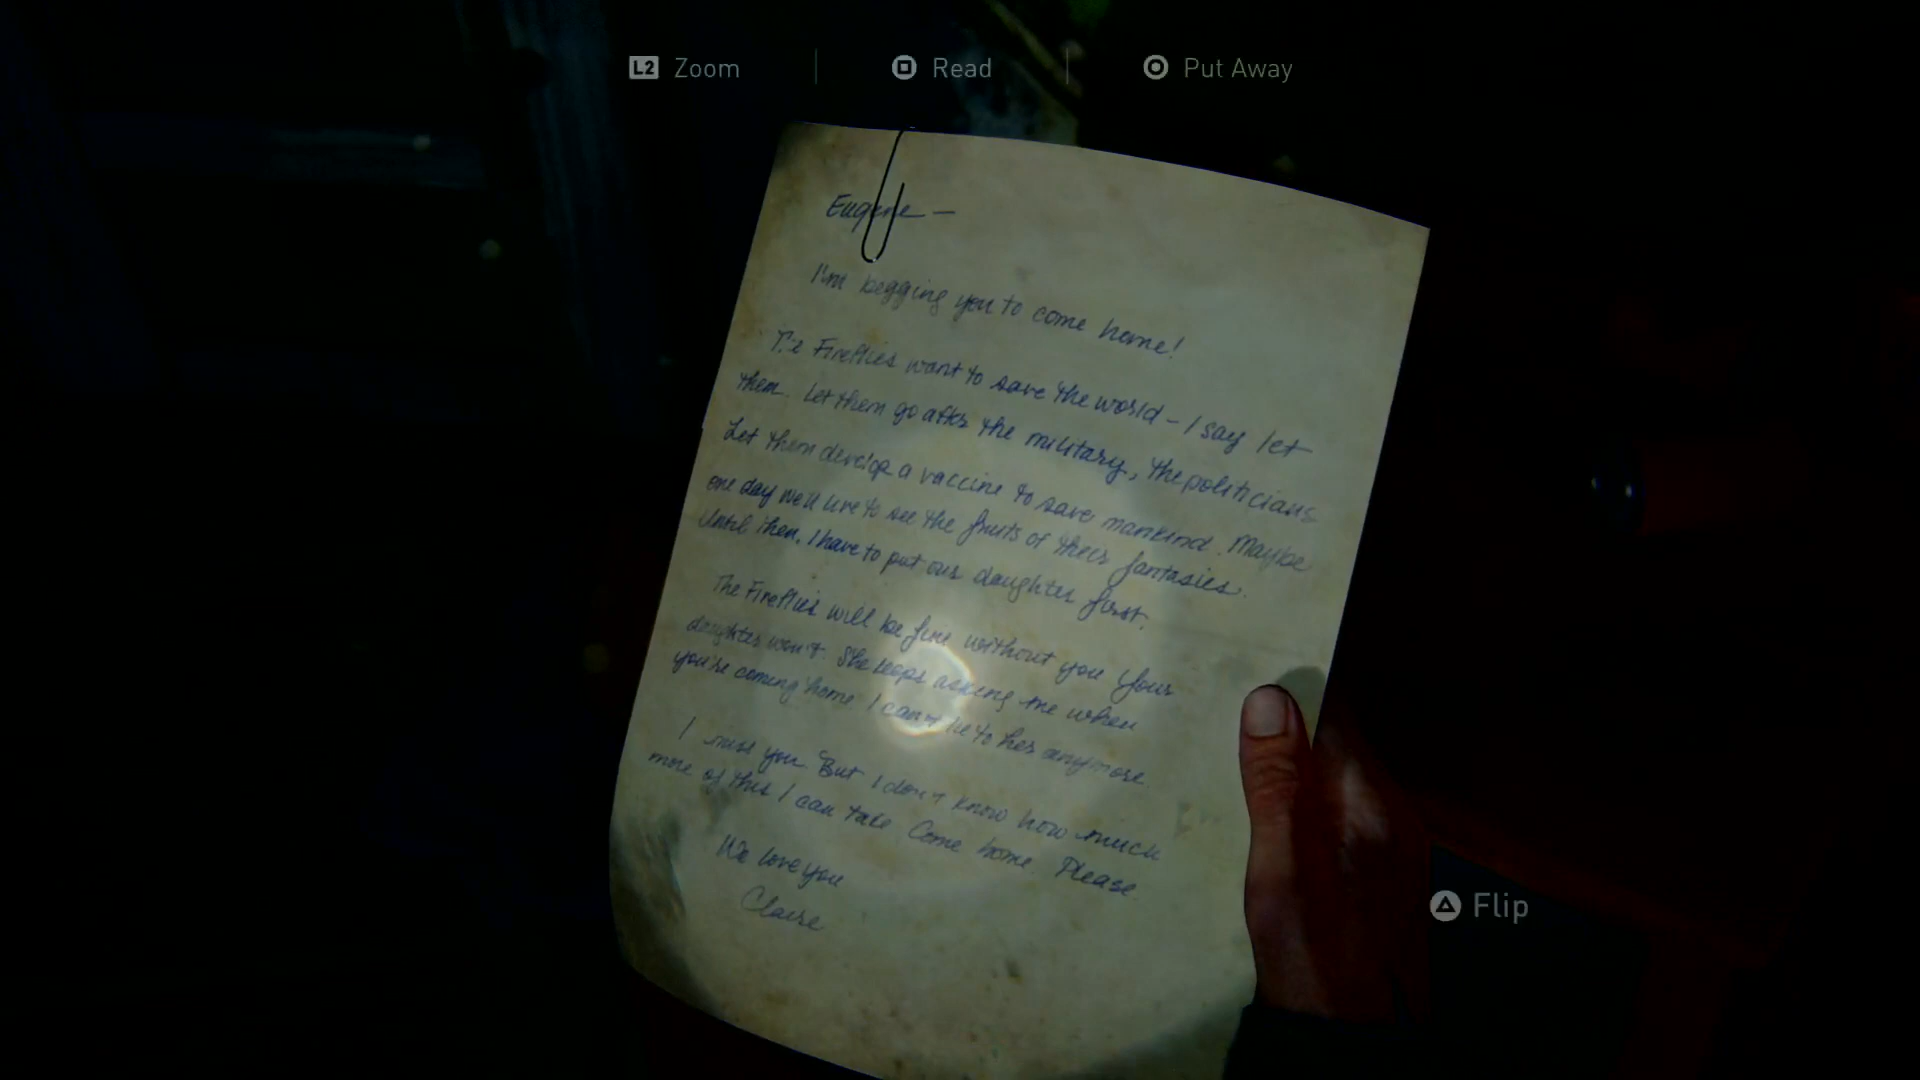 L2 Zoom
Read
Put Away
Eugene —
I'm begging you to come home!
The Fireflies want to save the world - I say let
them. Let them go after the military, the politicians
Let them develop a vaccine to save mankind. Maybe
one day we'll live to see the fruits of their fantasies.
Until then, I have to put our daughter first.
The Fireflies will be fine without you Your
daughter won't. She keeps asking me when
you're coming home I can't lie to her anymore
I miss you But I don't know how much
more of this I can take Come home. Please
We love you
Claire
Flip